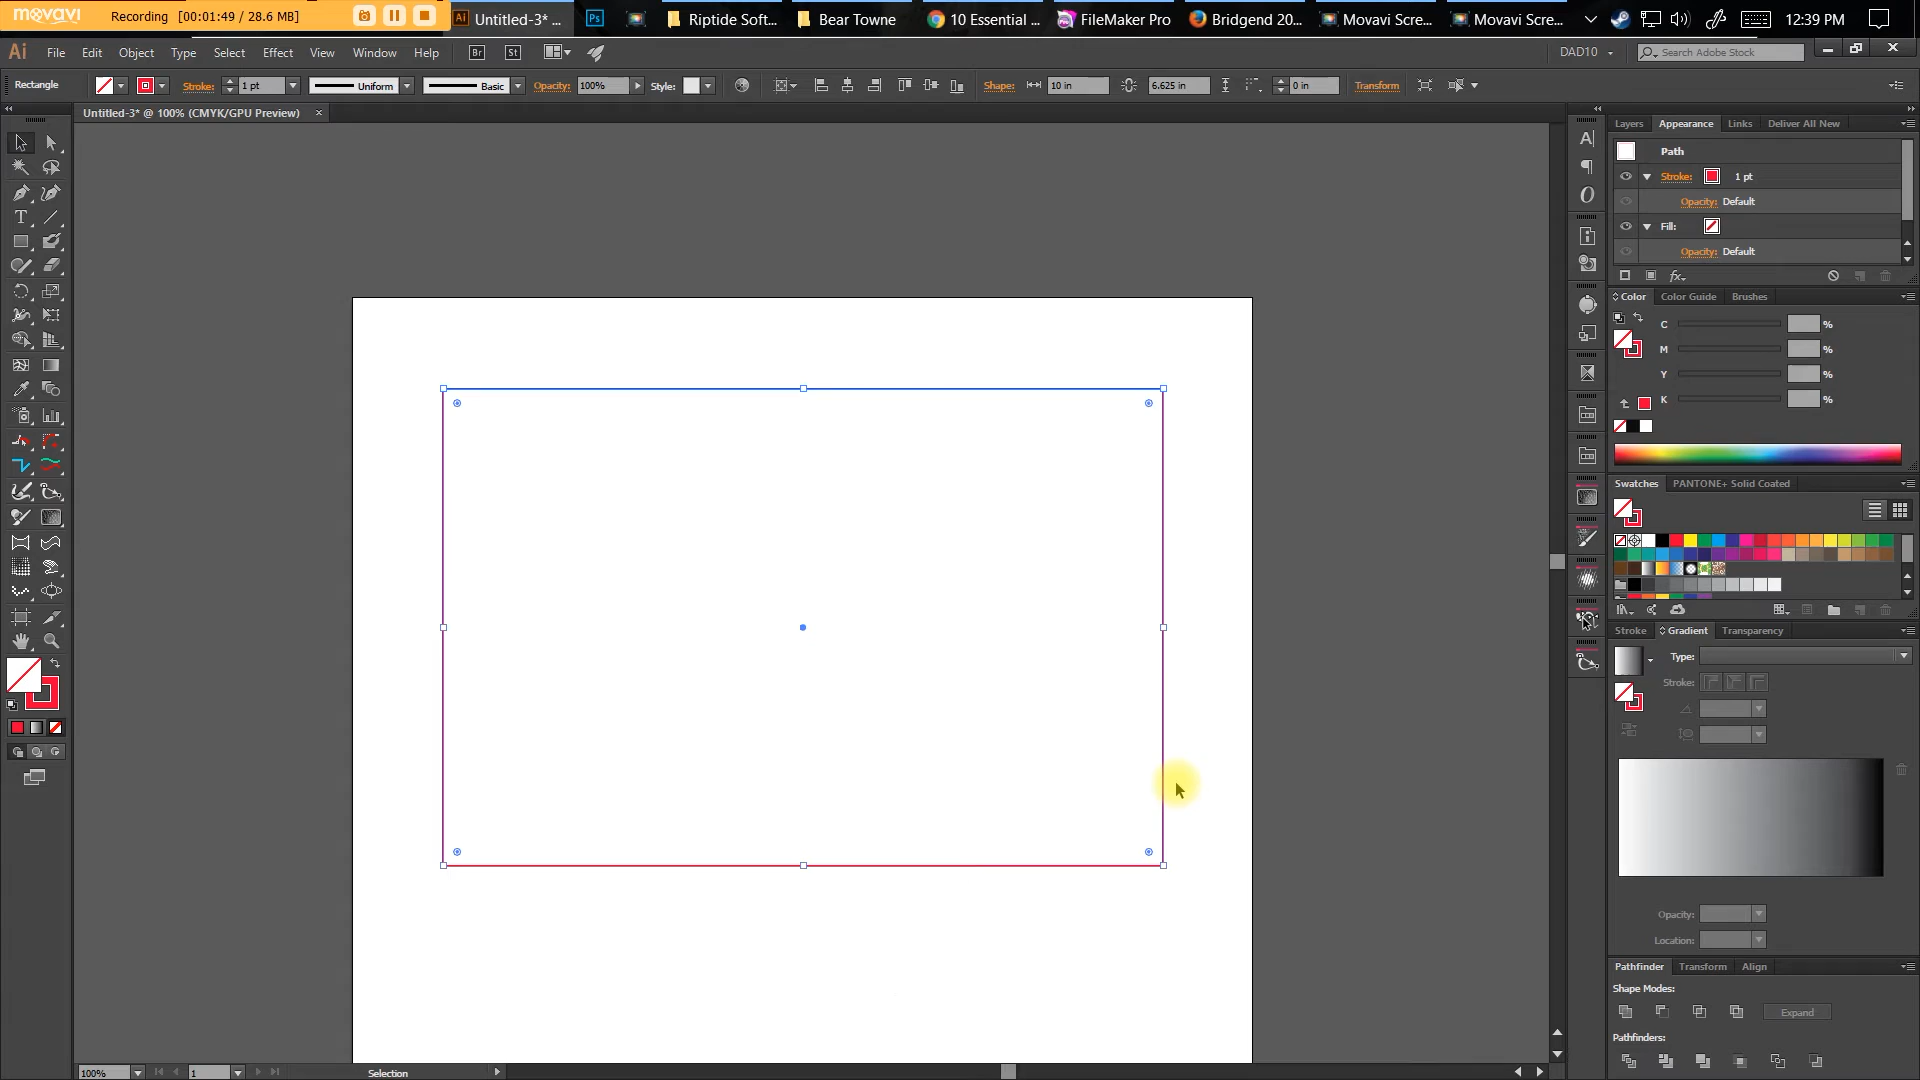 movavi Recording [00:01:49 / 28.6 MB] Ai Untitled-3* ... Ps Riptide Soft... Bear Towne 10 Essential ... FileMaker Pro Bridgend 20... Movavi Scre... Movavi Scre... 12:39 PM
Ai File Edit Object Type Select Effect View Window Help Br St DAD10 Search Adobe Stock
Rectangle Stroke: 1 pt Uniform Basic Opacity: 100% Style: Shape: 10 in 6.625 in 0 in Transform
Untitled-3* @ 100% (CMYK/GPU Preview) ×
Layers Appearance Links Deliver All New
Path
Stroke: 1 pt
Opacity: Default
Fill:
Opacity: Default
fx
Color Color Guide Brushes
C %
M %
Y %
K %
Swatches PANTONE+ Solid Coated
Stroke Gradient Transparency
Type:
Stroke:
Opacity:
Location:
Pathfinder Transform Align
Shape Modes:
Expand
Pathfinders:
100% 1 Selection